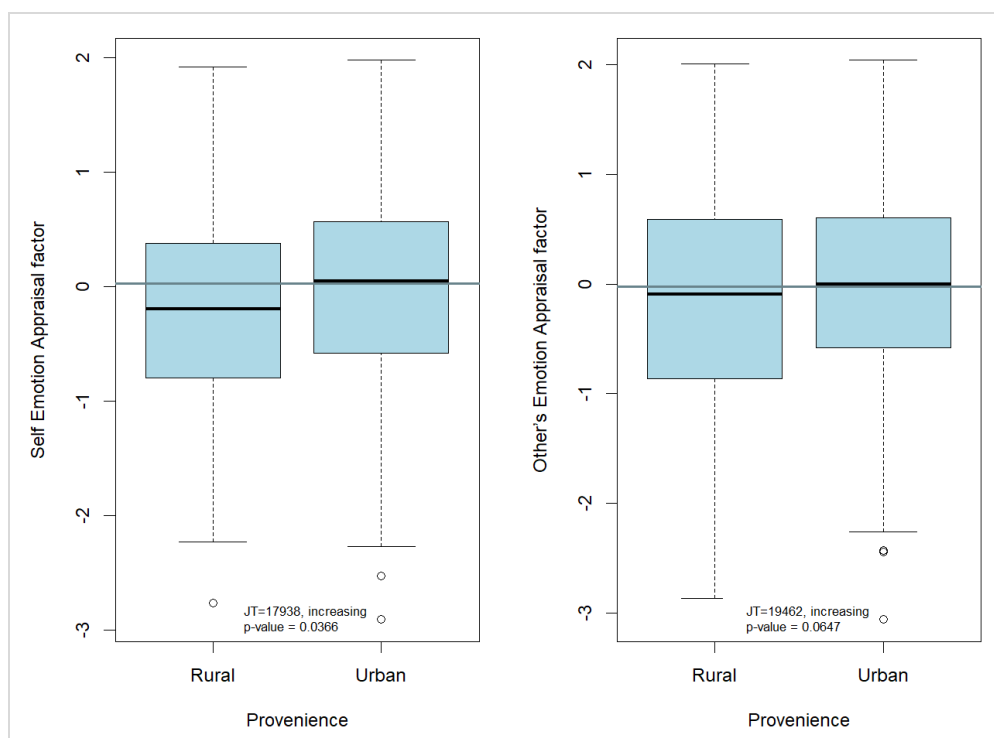 Self Emotion Appraisal factor
2
1
0
-1
-2
-3
JT=17938, increasing
p-value = 0.0366
Rural
Urban
Provenience
Other's Emotion Appraisal factor
2
1
0
-1
-2
-3
JT=19462, increasing
p-value = 0.0647
Rural
Urban
Provenience